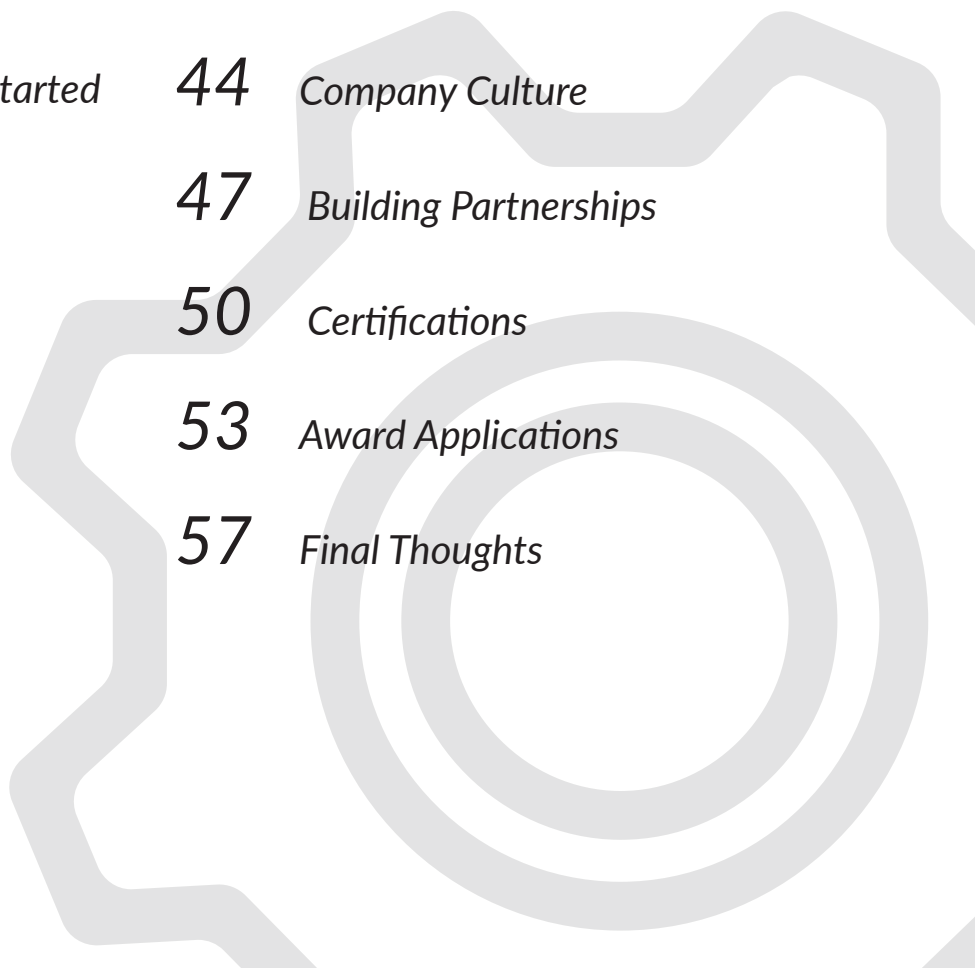 tarted
44 Company Culture
47 Building Partnerships
50 Certifications
53 Award Applications
57 Final Thoughts